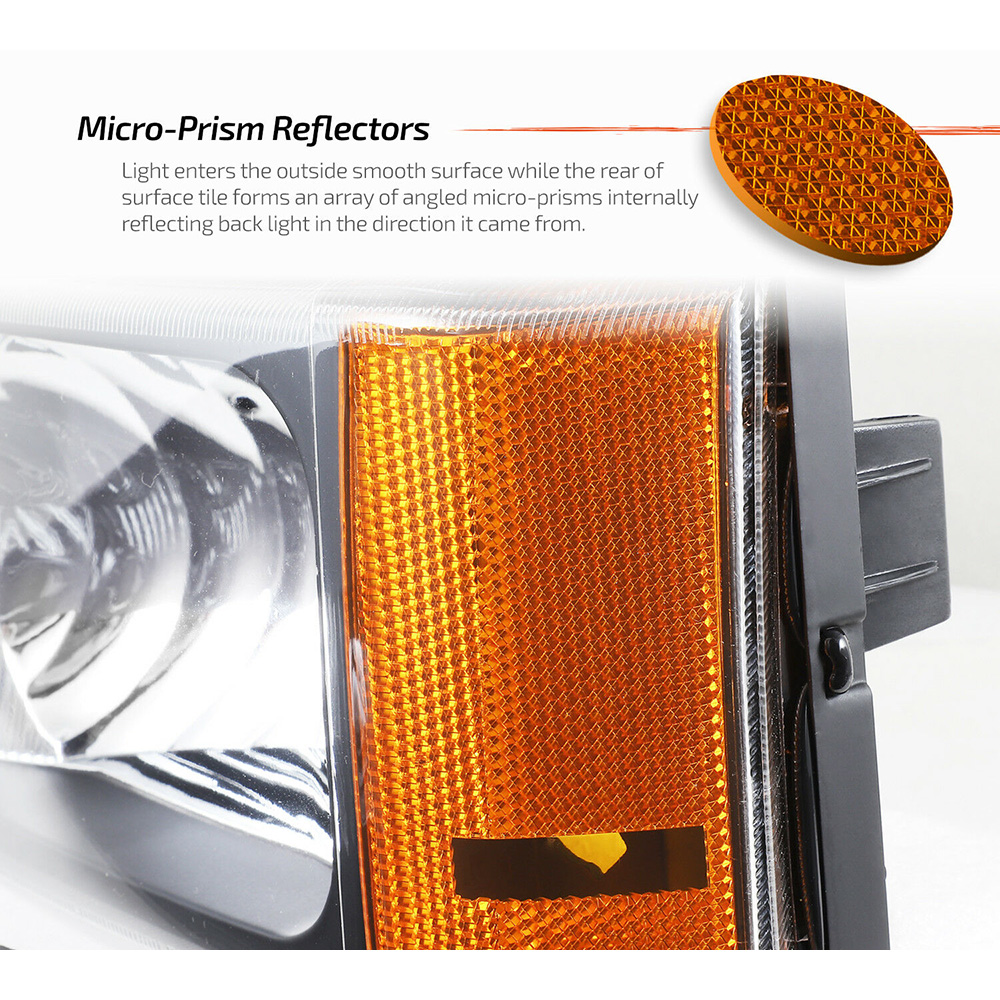 Micro-Prism Reflectors
Light enters the outside smooth surface while the rear of
surface tile forms an array of angled micro-prisms internally
reflecting back light in the direction it came from.